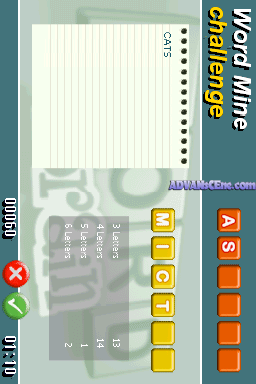 Word Mine
challenge
CATS
ADVANsCEne.com
A S
M I C T
3 Letters 13
4 Letters 14
5 Letters 1
6 Letters 2
00060
01:10